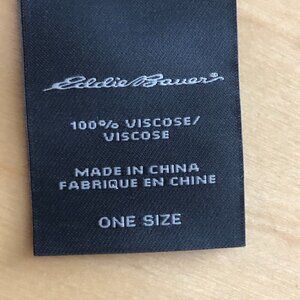 Eddie Bauer®
100% VISCOSE/
VISCOSE
MADE IN CHINA
FABRIQUE EN CHINE
ONE SIZE